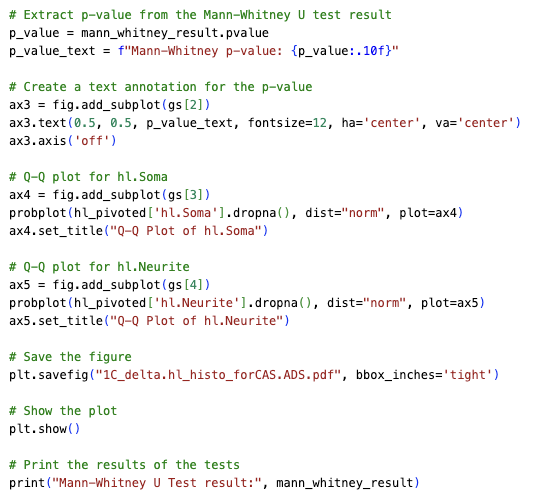 # Extract p-value from the Mann-Whitney U test result
p_value = mann_whitney_result.pvalue
p_value_text = f"Mann-Whitney p-value: {p_value:.10f}"
# Create a text annotation for the p-value
ax3 = fig.add_subplot(gs[2])
ax3.text(0.5, 0.5, p_value_text, fontsize=12, ha='center', va='center')
ax3.axis('off')
# Q-Q plot for hl.Soma
ax4 = fig.add_subplot(gs[3])
probplot(hl_pivoted['hl.Soma'].dropna(), dist="norm", plot=ax4)
ax4.set_title("Q-Q Plot of hl.Soma")
# Q-Q plot for hl.Neurite
ax5 = fig.add_subplot(gs[4])
probplot(hl_pivoted['hl.Neurite'].dropna(), dist="norm", plot=ax5)
ax5.set_title("Q-Q Plot of hl.Neurite")
# Save the figure
plt.savefig("1C_delta.hl_histo_forCAS.ADS.pdf", bbox_inches='tight')
# Show the plot
plt.show()
# Print the results of the tests
print("Mann-Whitney U Test result:", mann_whitney_result)